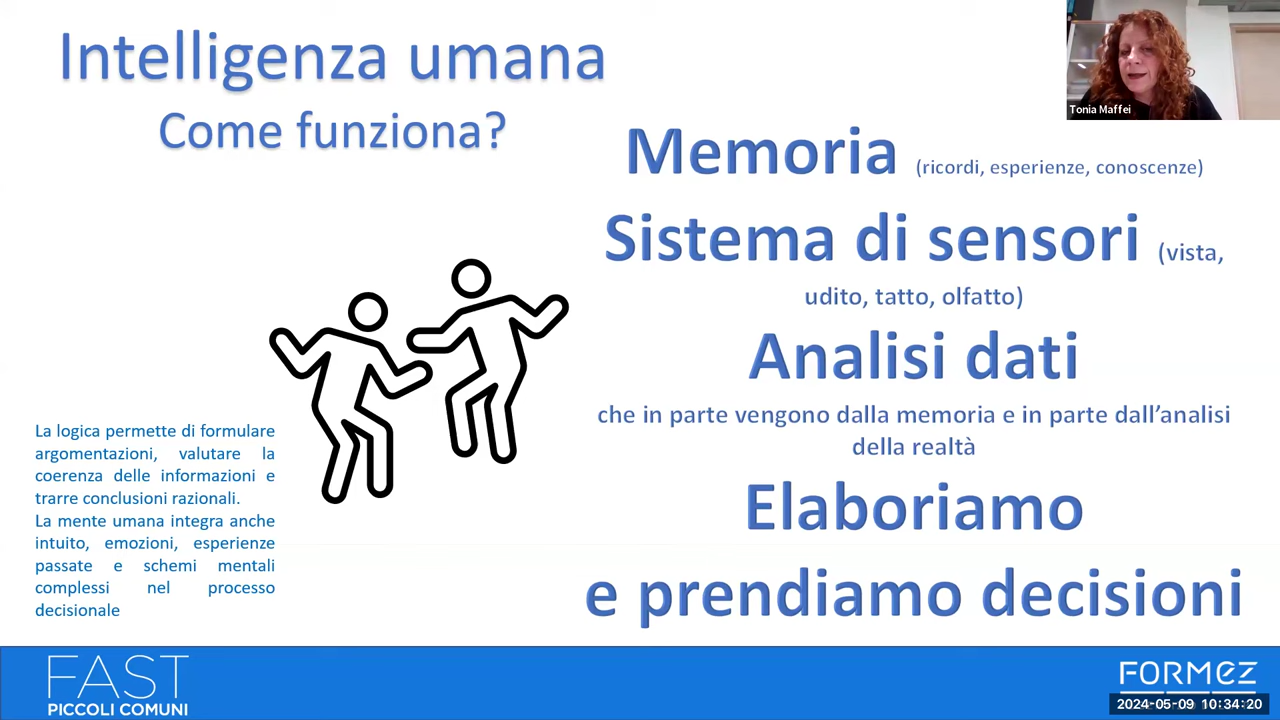 Intelligenza umana
Come funziona?
Tonia Maffei
Memoria (ricordi, esperienze, conoscenze)
Sistema di sensori (vista,
udito, tatto, olfatto)
Analisi dati
che in parte vengono dalla memoria e in parte dall’analisi
della realtà
Elaboriamo
e prendiamo decisioni
La logica permette di formulare
argomentazioni, valutare la
coerenza delle informazioni e
trarre conclusioni razionali.
La mente umana integra anche
intuito, emozioni, esperienze
passate e schemi mentali
complessi nel processo
decisionale
FAST
PICCOLI COMUNI
FORMEZ
2024-05-09 10:34:20